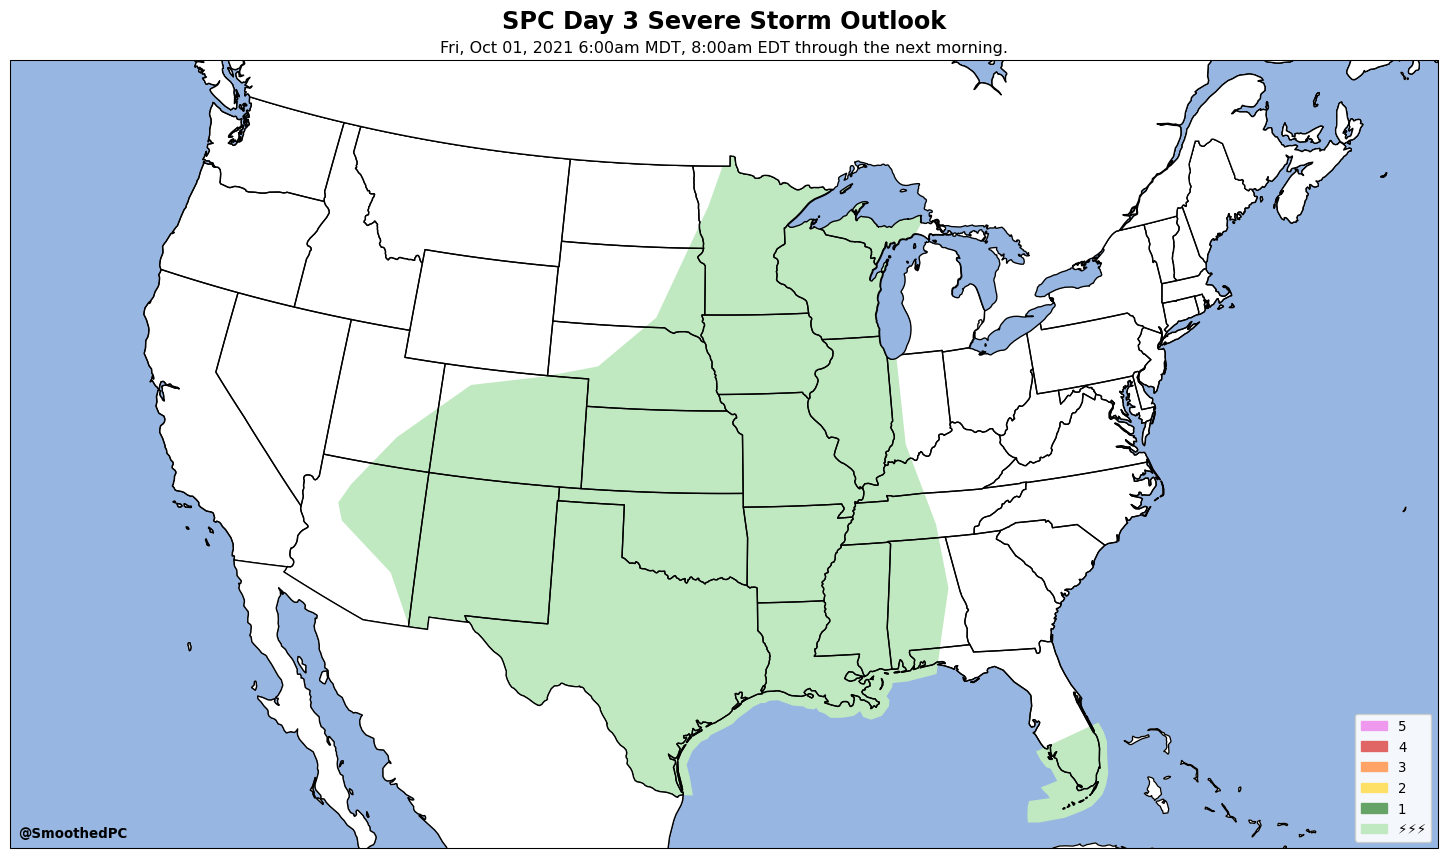 SPC Day 3 Severe Storm Outlook
Fri, Oct 01, 2021 6:00am MDT, 8:00am EDT through the next morning.
5
4
3
2
1
⚡⚡⚡
@SmoothedPC